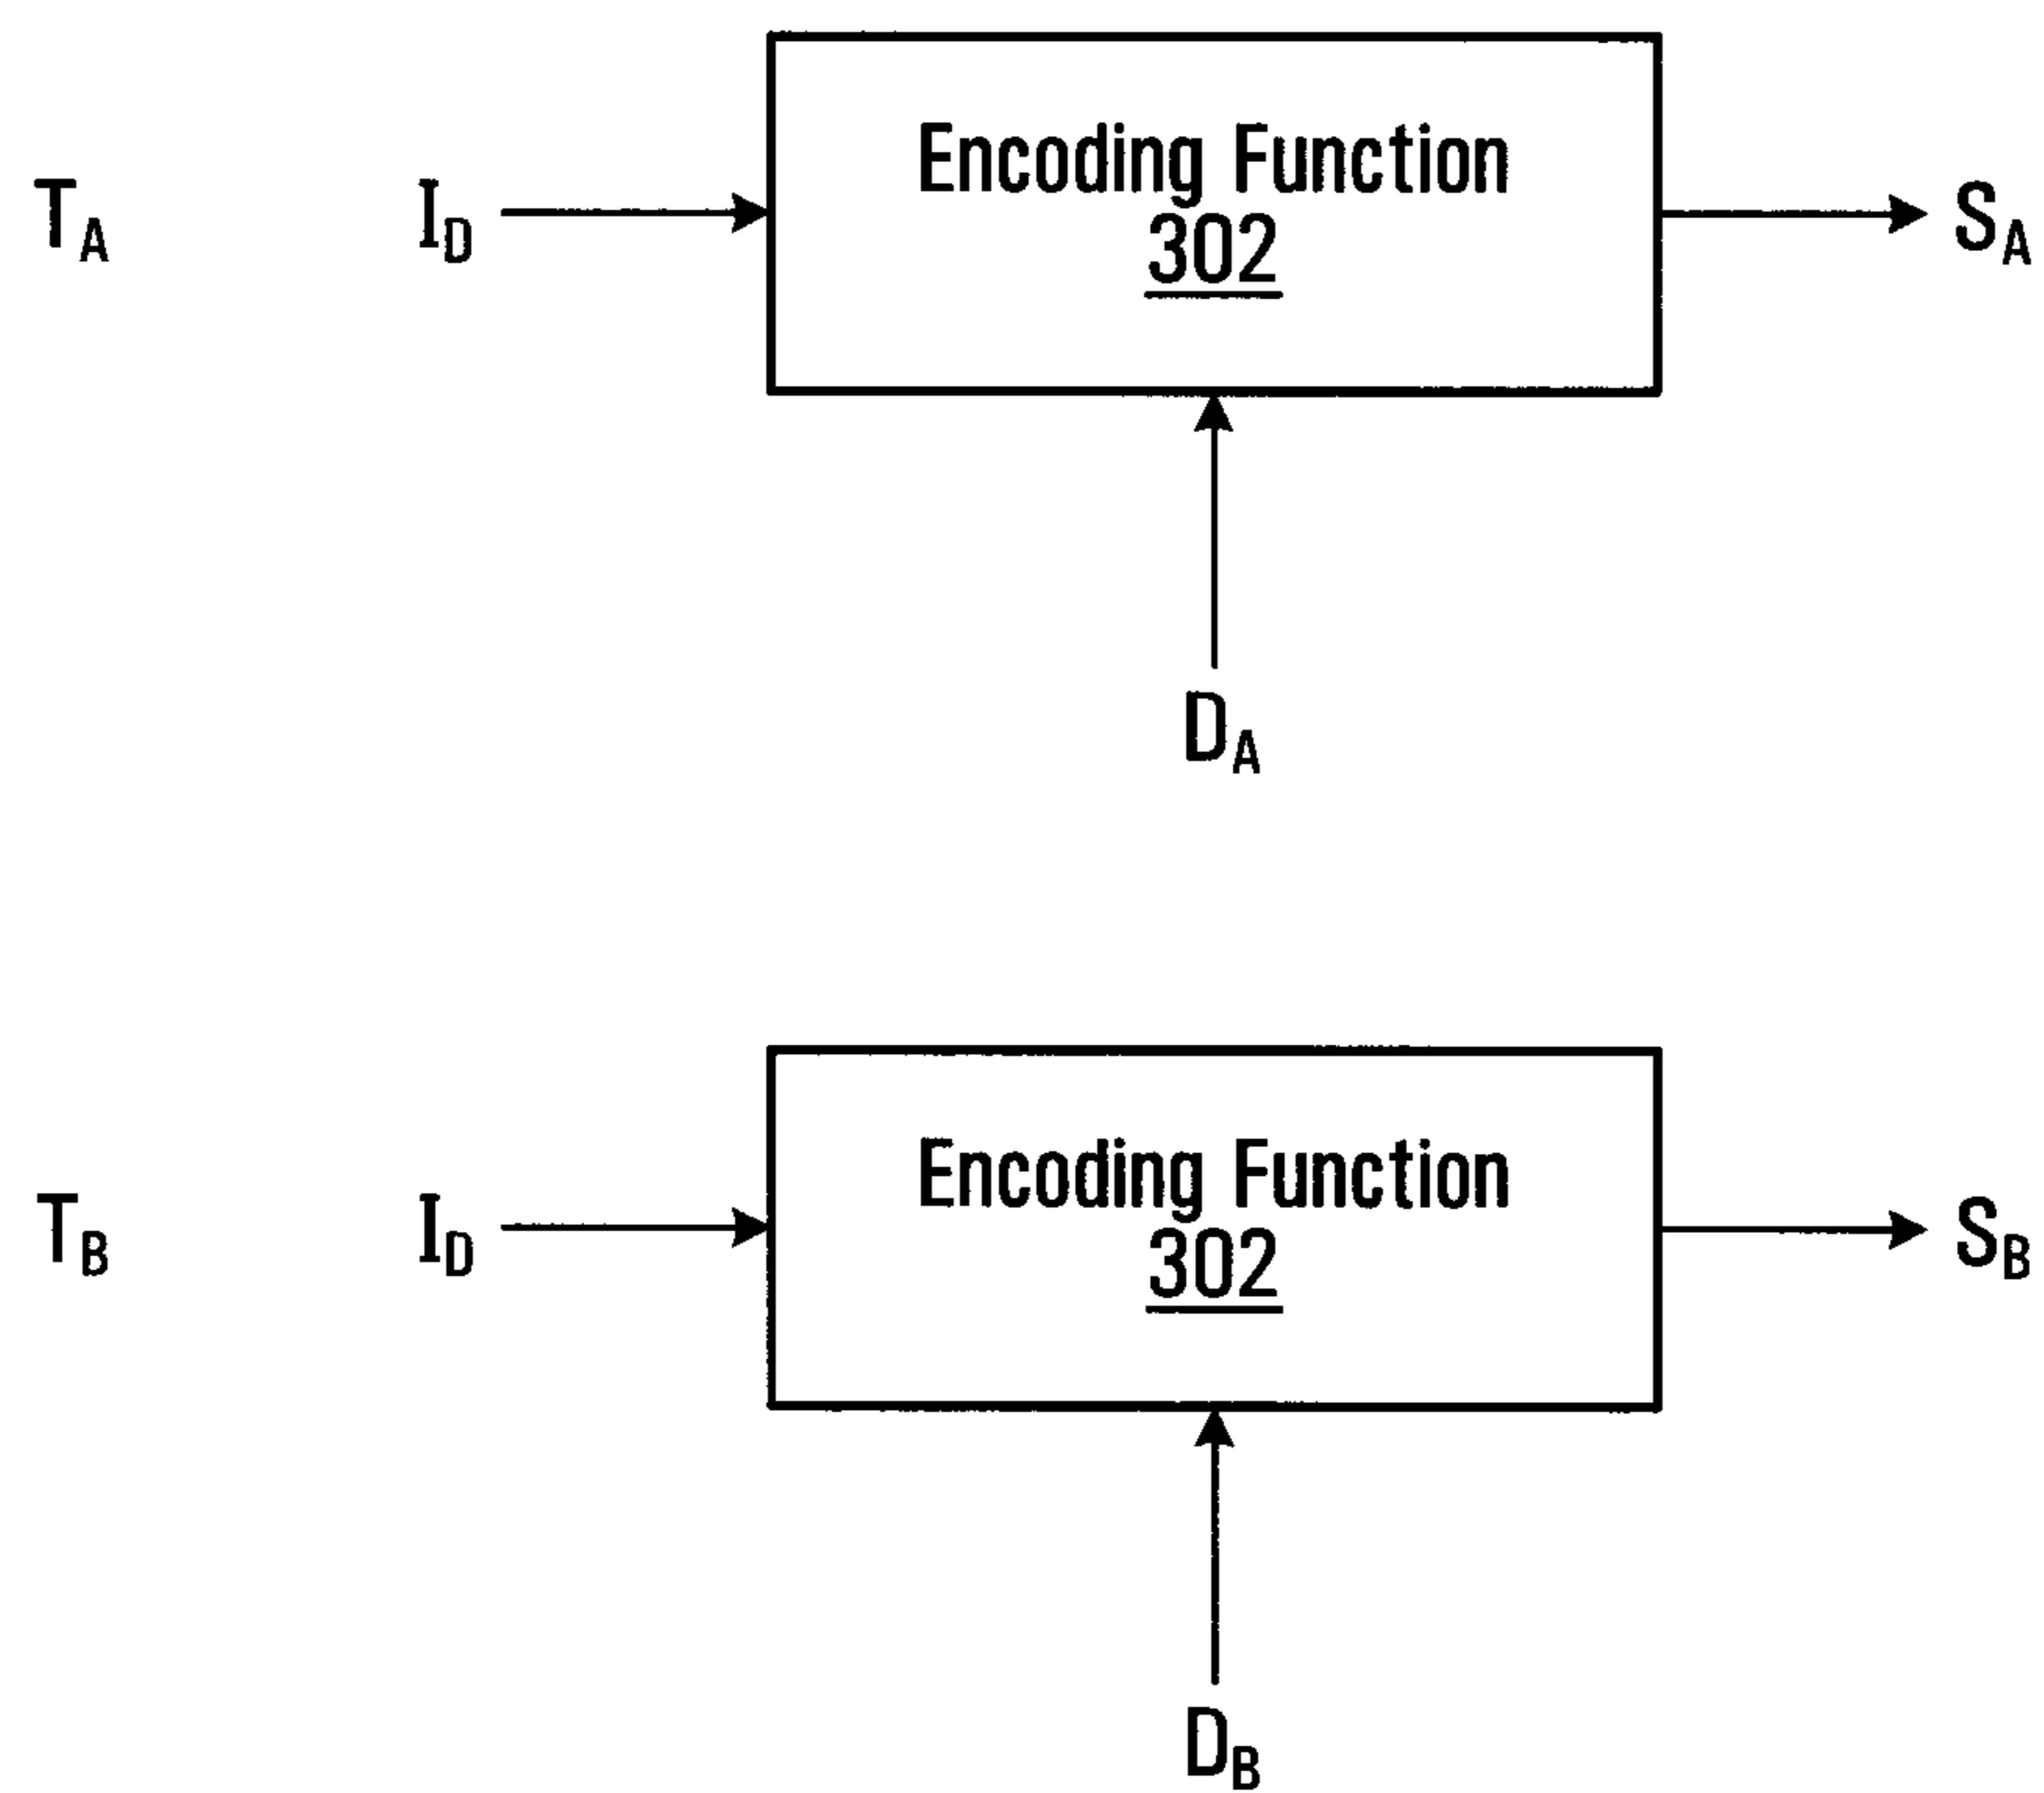 Encoding Function
T_A I_D 302 S_A
D_A
Encoding Function
T_B I_D 302 S_B
D_B